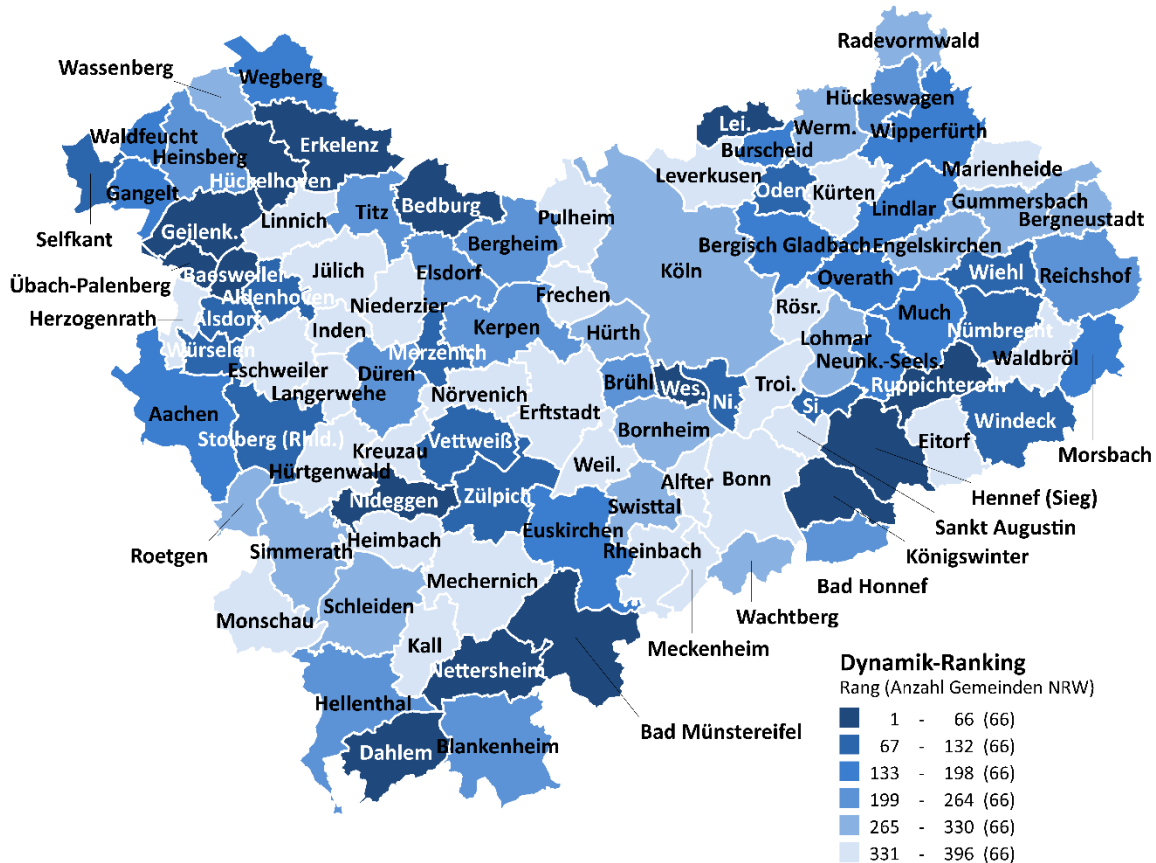 Radevormwald
Wassenberg
Wegberg
Hückeswagen
Lei.
Werm.
Wipperfürth
Waldfeucht
Erkelenz
Burscheid
Heinsberg
Marienheide
Leverkusen
Hückelhoven
Oden.
Kürten
Gangelt
Gummersbach
Bedburg
Linnich
Titz
Pulheim
Lindlar
Bergneustadt
Selfkant
Geilenk.
Bergheim
Bergisch Gladbach
Engelskirchen
Jülich
Elsdorf
Köln
Overath
Wiehl
Reichshof
Baesweiler
Übach-Palenberg
Aldenhoven
Frechen
Niederzier
Rösr.
Herzogenrath
Alsdorf
Inden
Kerpen
Hürth
Much
Nümbrecht
Lohmar
Würselen
Merzenich
Neunk.-Seels.
Waldbröl
Eschweiler
Düren
Brühl
Wes.
Troi.
Ruppichteroth
Langerwehe
Nörvenich
Ni.
Si.
Aachen
Erftstadt
Windeck
Stolberg (Rhld.)
Vettweiß
Bornheim
Eitorf
Kreuzau
Morsbach
Hürtgenwald
Weil.
Alfter
Bonn
Nideggen
Zülpich
Hennef (Sieg)
Swisttal
Sankt Augustin
Euskirchen
Heimbach
Rheinbach
Roetgen
Simmerath
Königswinter
Mechernich
Bad Honnef
Schleiden
Wachtberg
Monschau
Kall
Meckenheim
Nettersheim
Hellenthal
Bad Münstereifel
Dahlem
Blankenheim
Dynamik-Ranking
Rang (Anzahl Gemeinden NRW)
1 - 66 (66)
67 - 132 (66)
133 - 198 (66)
199 - 264 (66)
265 - 330 (66)
331 - 396 (66)